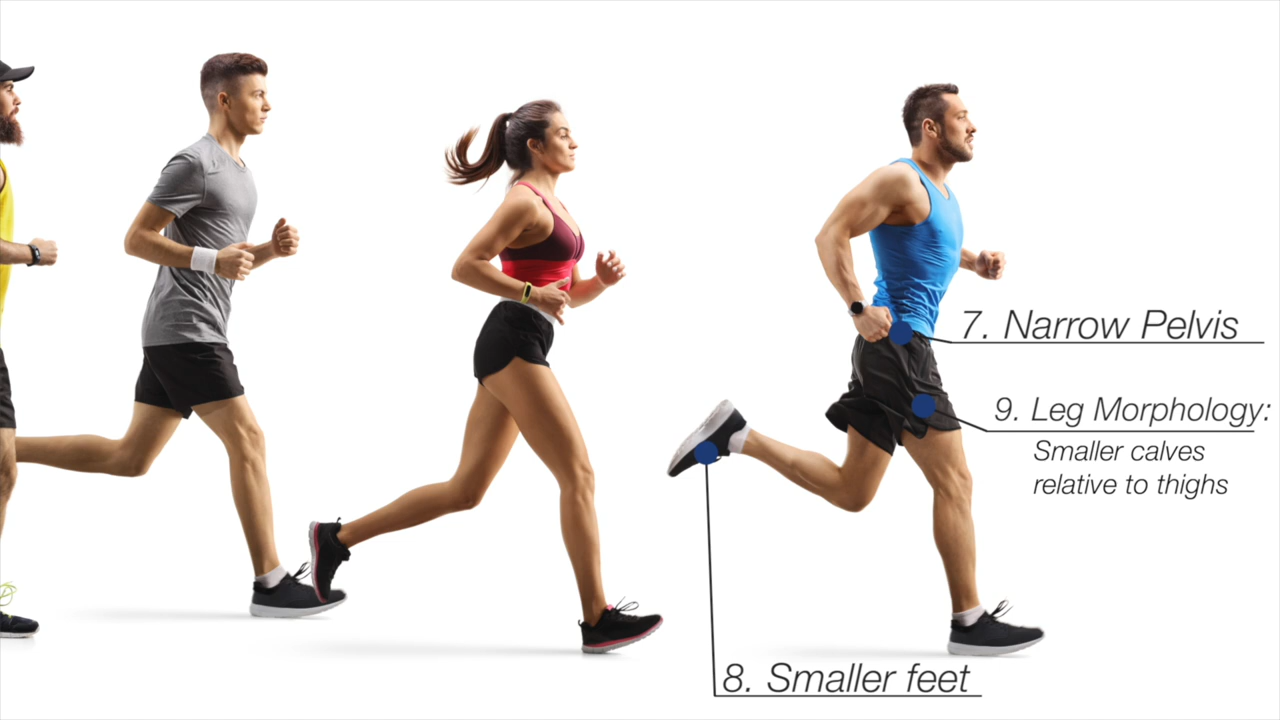 7. Narrow Pelvis
9. Leg Morphology:
Smaller calves
relative to thighs
8. Smaller feet